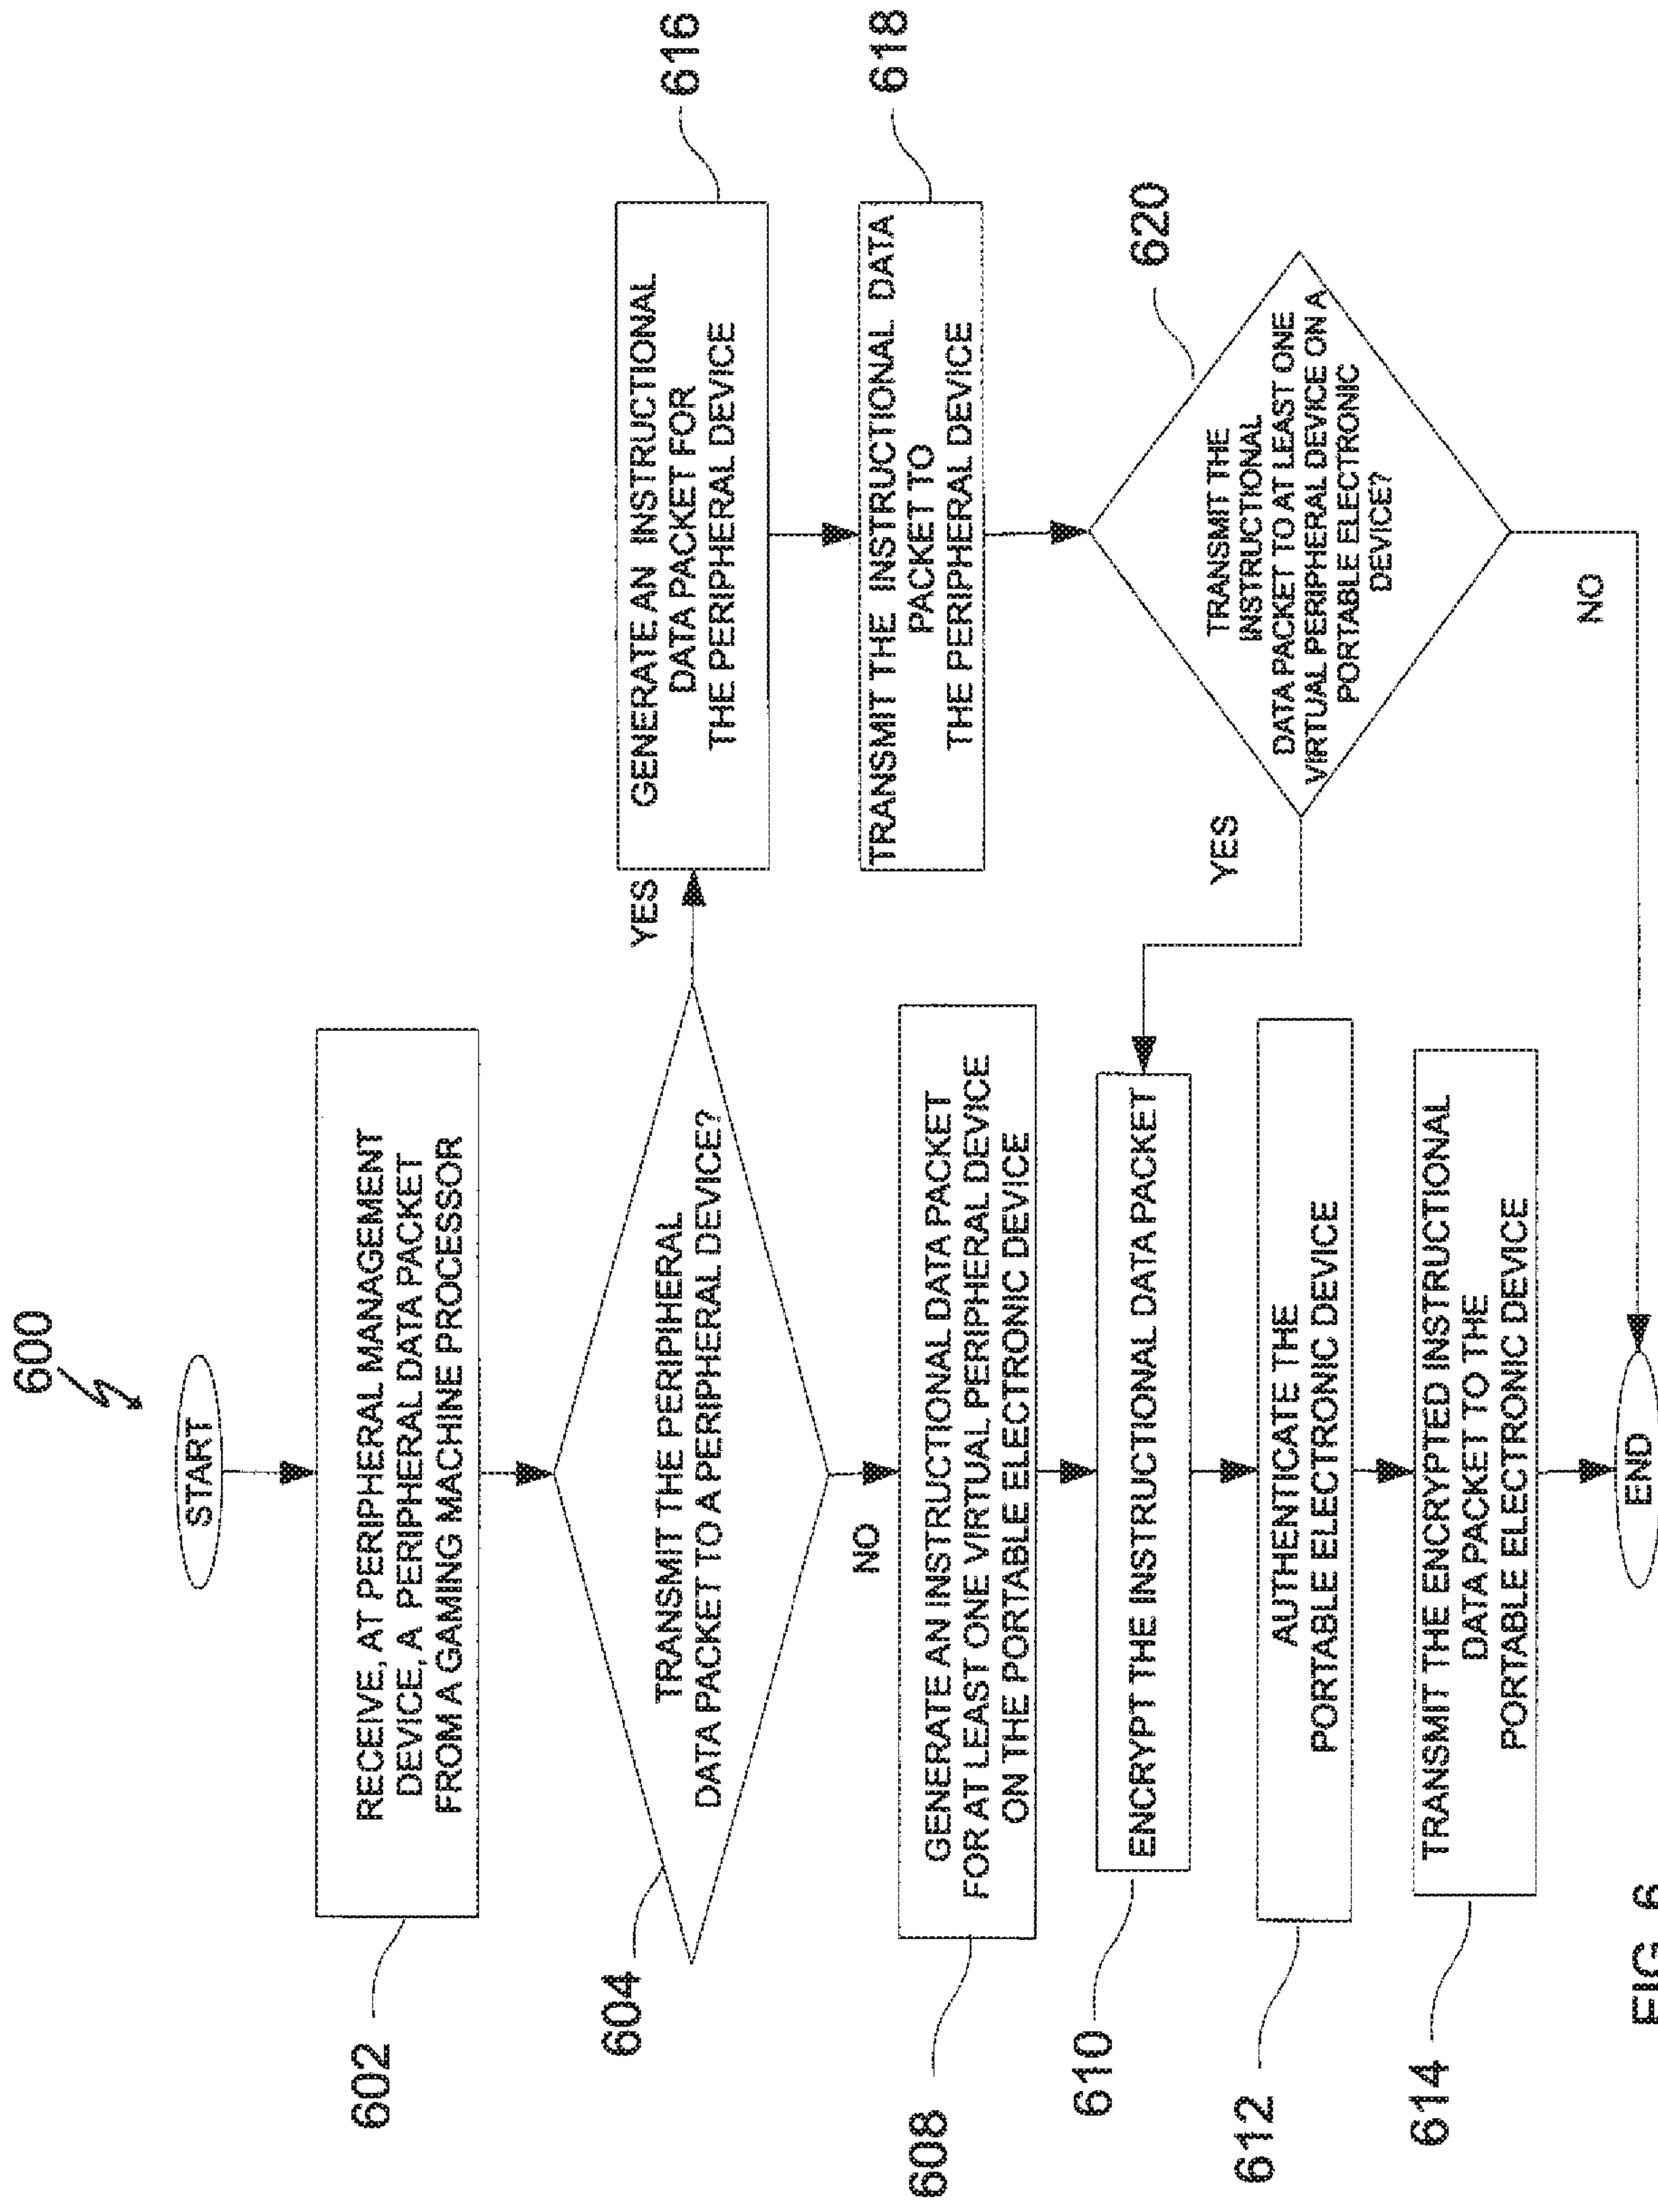 600
START
RECEIVE, AT PERIPHERAL MANAGEMENT
DEVICE, A PERIPHERAL DATA PACKET
FROM A GAMING MACHINE PROCESSOR
602
TRANSMIT THE PERIPIHERAL
DATA PACKET TO A PERIPHERAL DEVICE?
604
YES
NO
GENERATE AN INSTRUCTIONAL
DATA PACKET FOR
THE PERIPHERAL DEVICE
616
TRANSMIT THE INSTRUCTIONAL DATA
PACKET TO
THE PERIPHERAL DEVICE
618
TRANSMIT THE
INSTRUCTIONAL
DATA PACKET TO AT LEAST ONE
VIRTUAL PERIPHERAL DEVICE ON A
PORTABLE ELECTRONIC
DEVICE?
620
YES
NO
GENERATE AN INSTRUCTIONAL DATA PACKET
FOR AT LEAST ONE VIRTUAL PERIPHERAL DEVICE
ON THE PORTABLE ELECTRONIC DEVICE
608
ENCRYPT THE INSTRUCTIONAL DATA PACKET
610
AUTHENTICATE THE
PORTABLE ELECTRONIC DEVICE
612
TRANSMIT THE ENCRYPTED INSTRUCTIONAL
DATA PACKET TO THE
PORTABLE ELECTRONIC DEVICE
614
END
FIG. 6